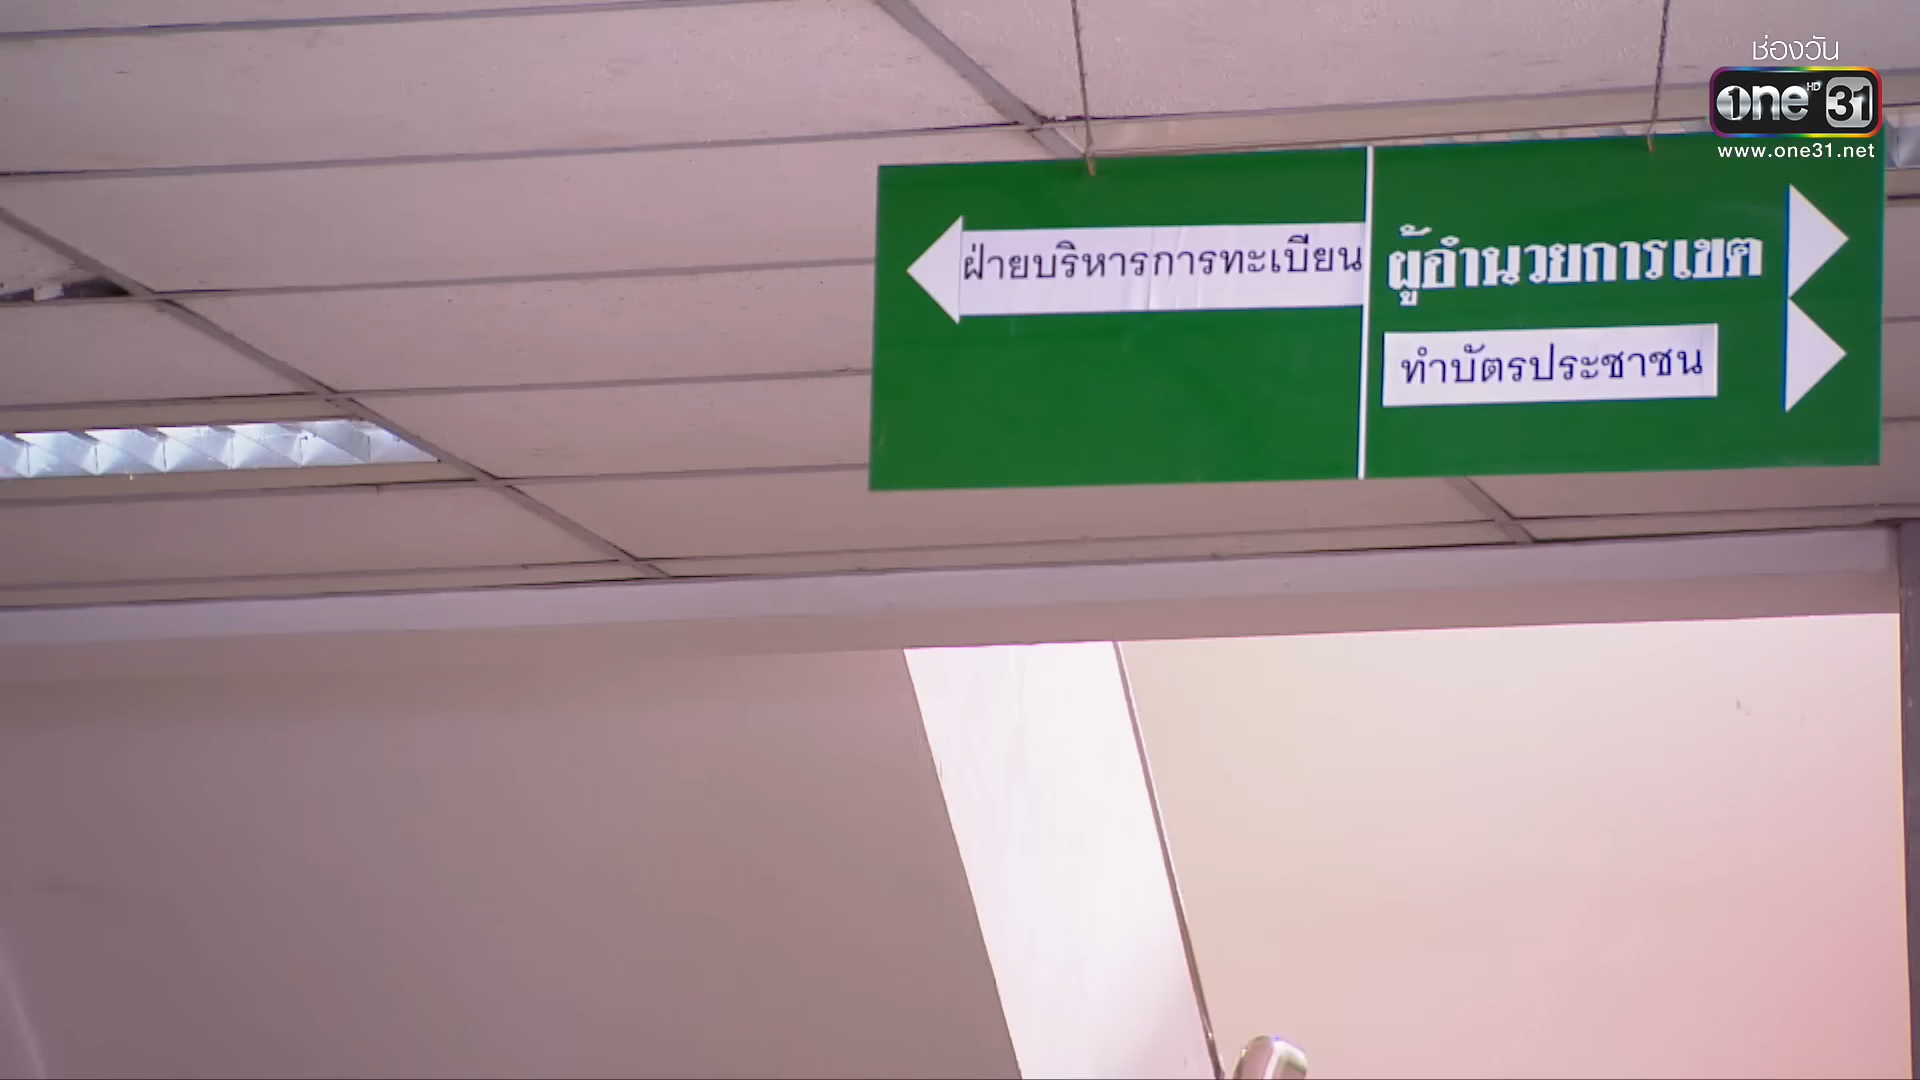 ช่องวัน
one HD 31
www.one31.net
ฝ่ายบริหารการทะเบียน
ผู้อำนวยการเขต
ทำบัตรประชาชน